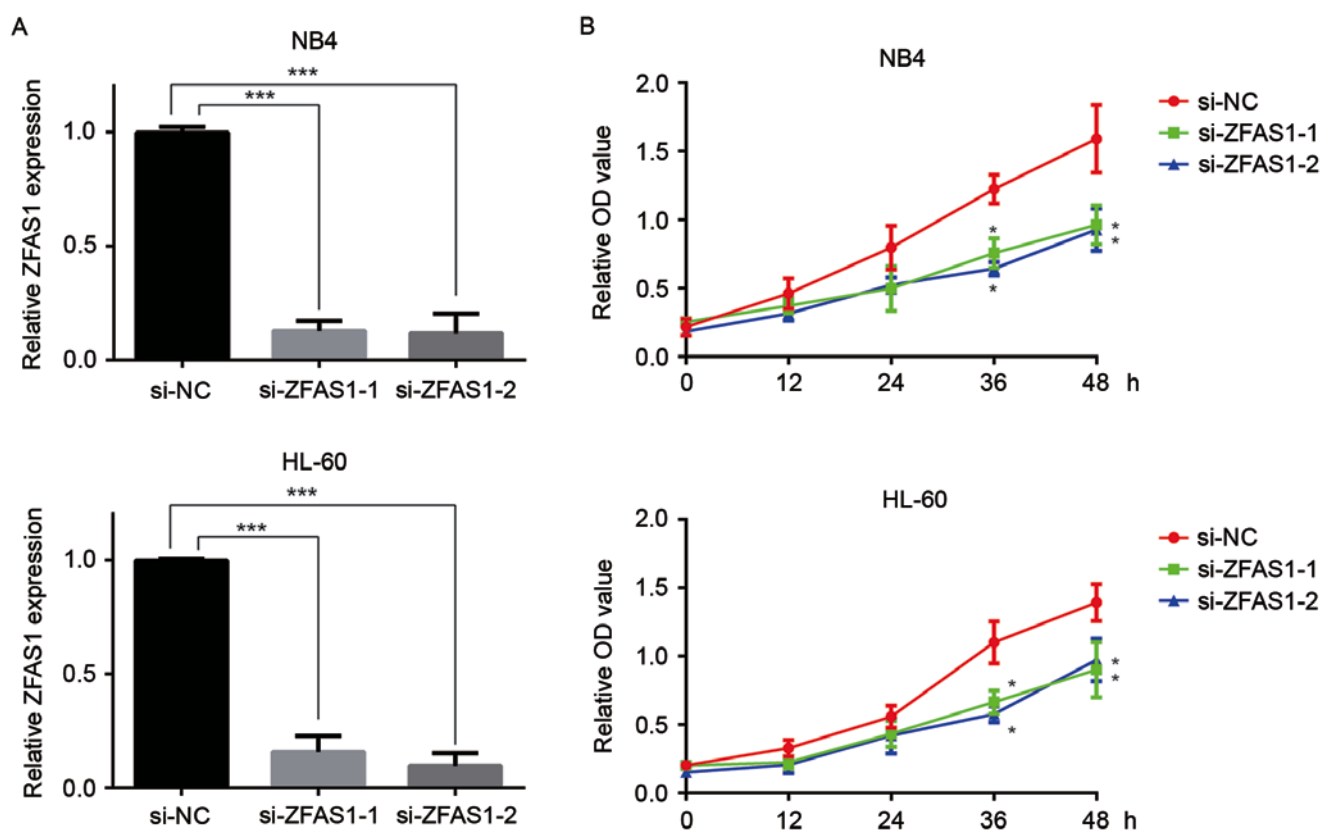 A
NB4
Relative ZFAS1 expression
1.0
0.5
0.0
***
***
si-NC
si-ZFAS1-1
si-ZFAS1-2
HL-60
Relative ZFAS1 expression
1.0
0.5
0.0
***
***
si-NC
si-ZFAS1-1
si-ZFAS1-2
B
NB4
Relative OD value
2.0
1.5
1.0
0.5
0.0
0 12 24 36 48 h
*
*
*
*
si-NC
si-ZFAS1-1
si-ZFAS1-2
HL-60
Relative OD value
2.0
1.5
1.0
0.5
0.0
0 12 24 36 48 h
*
*
*
*
si-NC
si-ZFAS1-1
si-ZFAS1-2